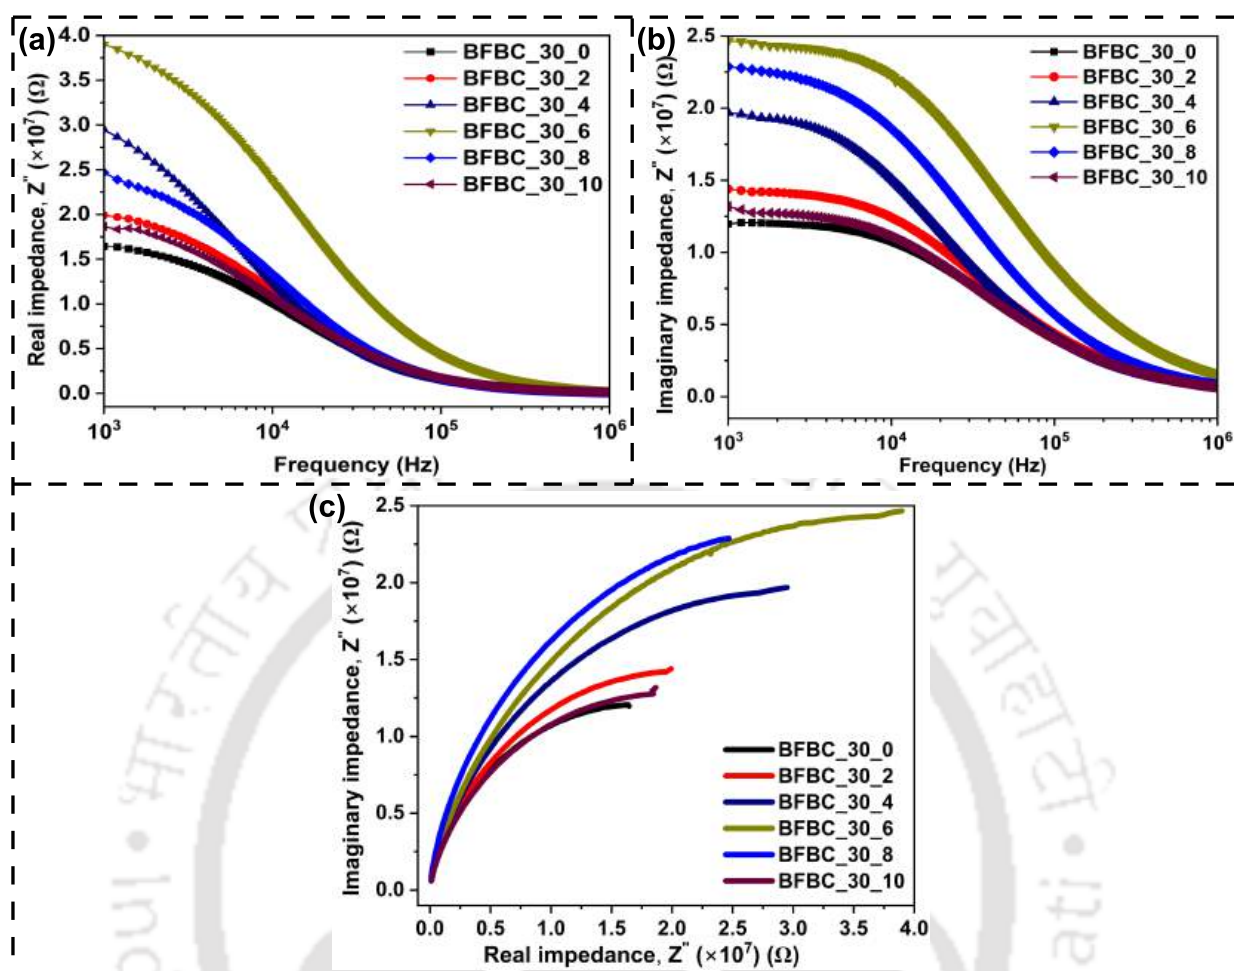 (a)
4.0
3.5
3.0
2.5
2.0
1.5
1.0
0.5
0.0
Real impedance, Z" (×10⁷) (Ω)
BFBC_30_0
BFBC_30_2
BFBC_30_4
BFBC_30_6
BFBC_30_8
BFBC_30_10
10³ 10⁴ 10⁵ 10⁶
Frequency (Hz)
(b)
2.5
2.0
1.5
1.0
0.5
0.0
Imaginary impedance, Z" (×10⁷) (Ω)
BFBC_30_0
BFBC_30_2
BFBC_30_4
BFBC_30_6
BFBC_30_8
BFBC_30_10
10³ 10⁴ 10⁵ 10⁶
Frequency (Hz)
(c)
2.5
2.0
1.5
1.0
0.5
0.0
Imaginary impedance, Z" (×10⁷) (Ω)
BFBC_30_0
BFBC_30_2
BFBC_30_4
BFBC_30_6
BFBC_30_8
BFBC_30_10
0.0 0.5 1.0 1.5 2.0 2.5 3.0 3.5 4.0
Real impedance, Z" (×10⁷) (Ω)
भारतीय